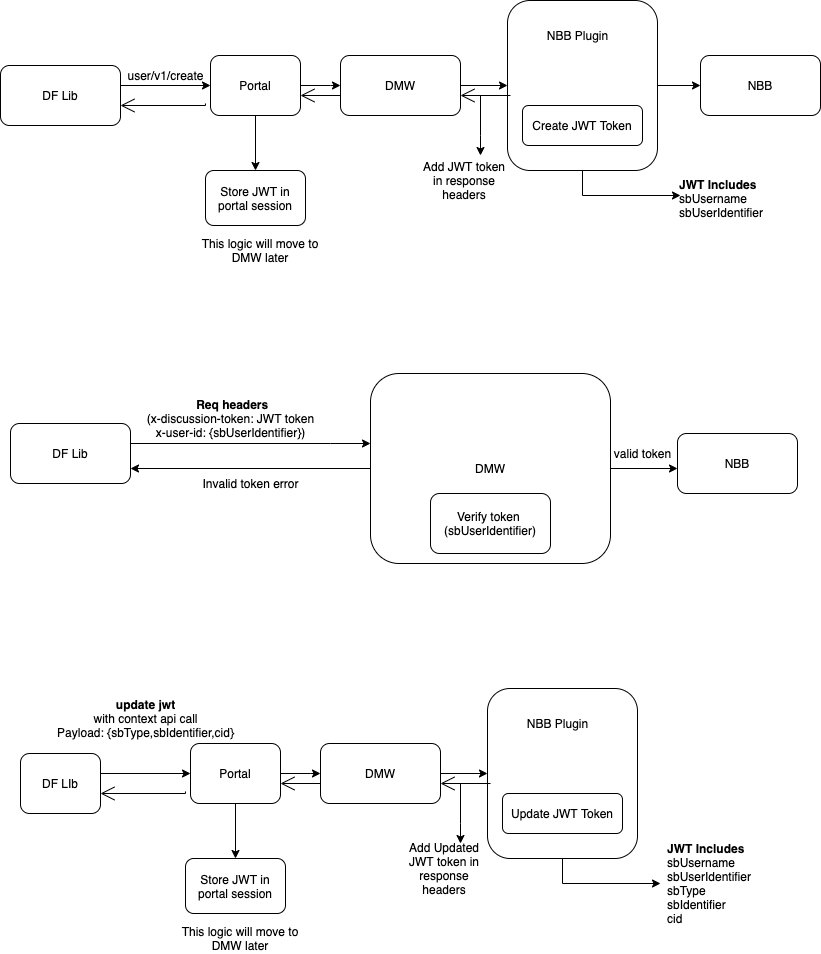 NBB Plugin
user/v1/create
DF Lib
Portal
DMW
NBB
Create JWT Token
Add JWT token
in response
headers
Store JWT in
portal session
JWT Includes
sbUsername
sbUserIdentifier
This logic will move to
DMW later
Req headers
(x-discussion-token: JWT token
x-user-id: {sbUserIdentifier})
DF Lib
Invalid token error
DMW
valid token
NBB
Verify token
(sbUserIdentifier)
update jwt
with context api call
Payload: {sbType,sbIdentifier,cid}
NBB Plugin
DF LIb
Portal
DMW
Update JWT Token
Add Updated
JWT token in
response
headers
Store JWT in
portal session
JWT Includes
sbUsername
sbUserIdentifier
sbType
sbIdentifier
cid
This logic will move to
DMW later